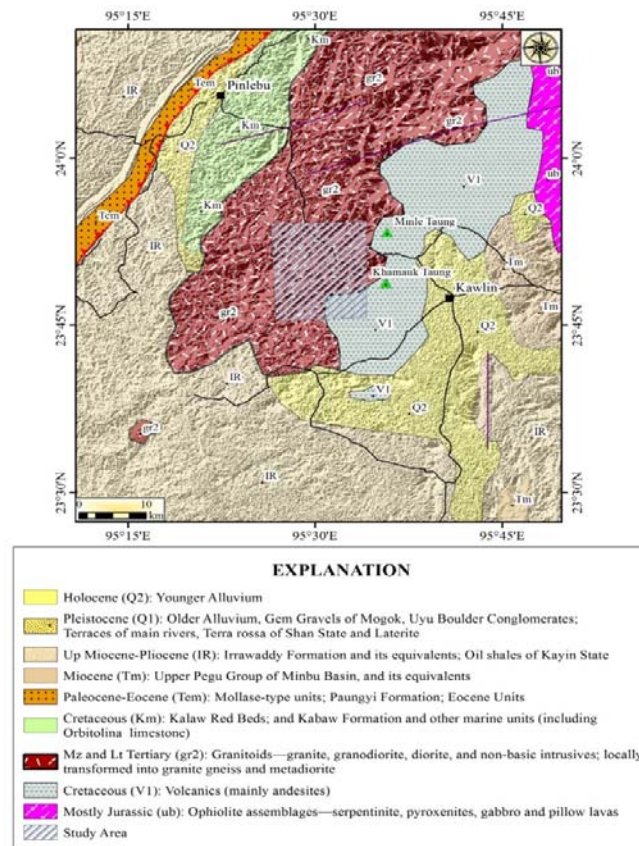 95°15'E
95°30'E
95°45'E
Km
ub
Tem
gr2
IR
Pinlebu
Km
gr2
24°0'N
24°0'N
Q2
Km
V1
ub
gr2
Km
Q2
Tem
Minle Taung
IR
Tm
Khamauk Taung
Kawlin
Tm
23°45'N
23°45'N
gr2
V1
Q2
IR
V1
Q2
gr2
IR
IR
23°30'N
23°30'N
Tm
0
10
km
95°15'E
95°30'E
95°45'E
EXPLANATION
Holocene (Q2): Younger Alluvium
Pleistocene (Q1): Older Alluvium, Gem Gravels of Mogok, Uyu Boulder Conglomerates;
Terraces of main rivers, Terra rossa of Shan State and Laterite
Up Miocene-Pliocene (IR): Irrawaddy Formation and its equivalents; Oil shales of Kayin State
Miocene (Tm): Upper Pegu Group of Minbu Basin, and its equivalents
Paleocene-Eocene (Tem): Mollase-type units; Paungyi Formation; Eocene Units
Cretaceous (Km): Kalaw Red Beds; and Kabaw Formation and other marine units (including
Orbitolina limestone)
Mz and Lt Tertiary (gr2): Granitoids—granite, granodiorite, diorite, and non-basic intrusives; locally
transformed into granite gneiss and metadiorite
Cretaceous (V1): Volcanics (mainly andesites)
Mostly Jurassic (ub): Ophiolite assemblages—serpentinite, pyroxenites, gabbro and pillow lavas
Study Area